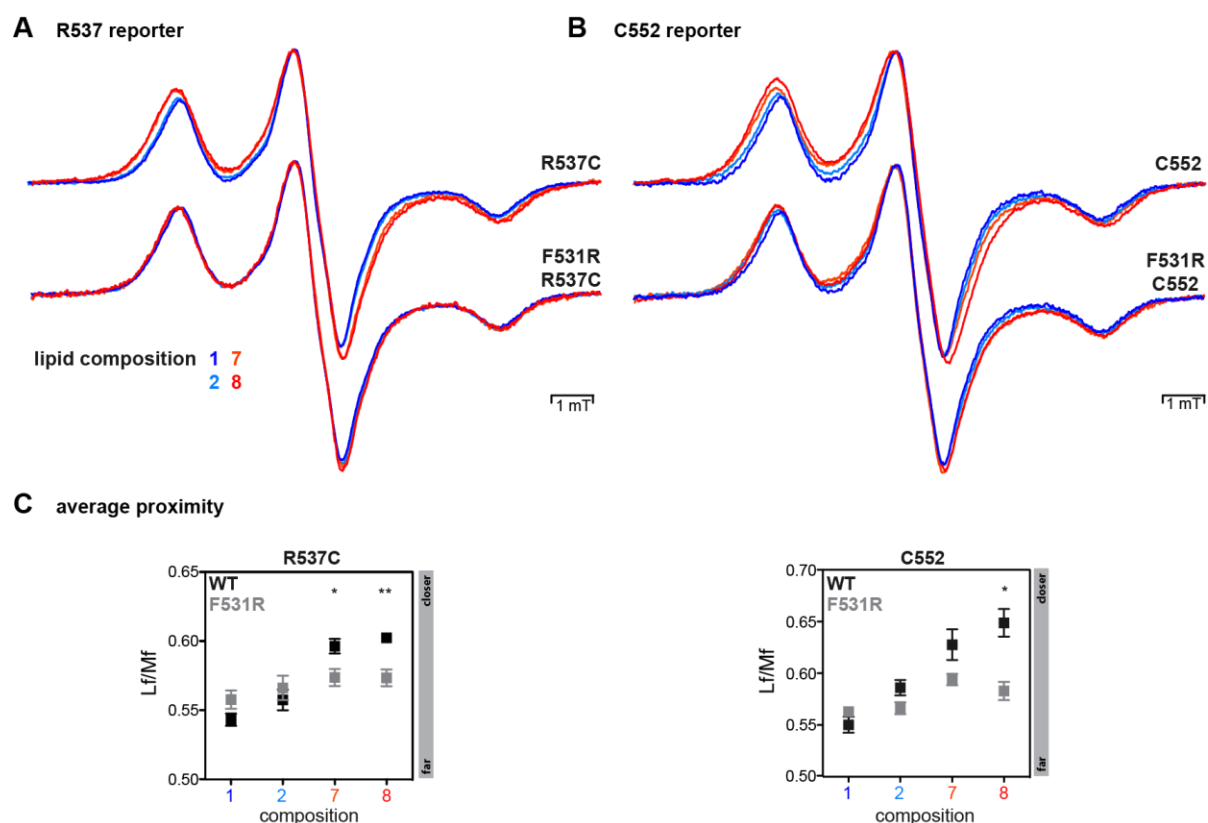 A R537 reporter
B C552 reporter
R537C
C552
F531R
R537C
F531R
C552
lipid composition 1 7
2 8
1 mT
1 mT
C average proximity
R537C
WT
F531R
* **
Lf/Mf
0.65
0.60
0.55
0.50
1 2 7 8
composition
closer
far
C552
WT
F531R
*
Lf/Mf
0.70
0.65
0.60
0.55
0.50
1 2 7 8
composition
closer
far